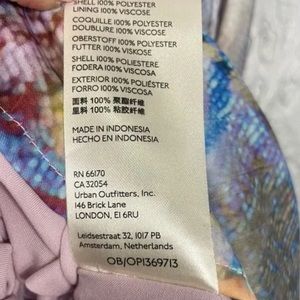 SHELL 100% POLYESTER
LINING 100% VISCOSE
COQUILLE 100% POLYESTER
DOUBLURE 100% VISCOSE
OBERSTOFF 100% POLYESTER
FUTTER 100% VISKOSE
SHELL 100% POLIESTERE
FODERA 100% VISCOSA
EXTERIOR 100% POLIÉSTER
FORRO 100% VISCOSA
面料 100% 聚酯纤维
里料 100% 粘胶纤维
MADE IN INDONESIA
HECHO EN INDONESIA
RN 66170
CA 32054
Urban Outfitters, Inc.
146 Brick Lane
LONDON, E1 6RU
Leidsestraat 32, 1017 PB
Amsterdam, Netherlands
OB/OP1369713